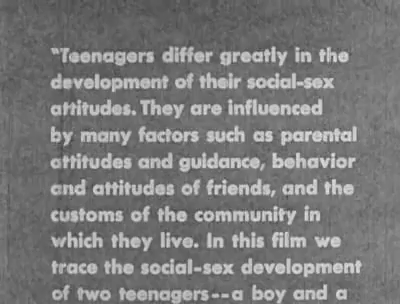 "Teenagers differ greatly in the
development of their social-sex
attitudes. They are influenced
by many factors such as parental
attitudes and guidance, behavior
and attitudes of friends, and the
customs of the community in
which they live. In this film we
trace the social-sex development
of two teenagers--a boy and a